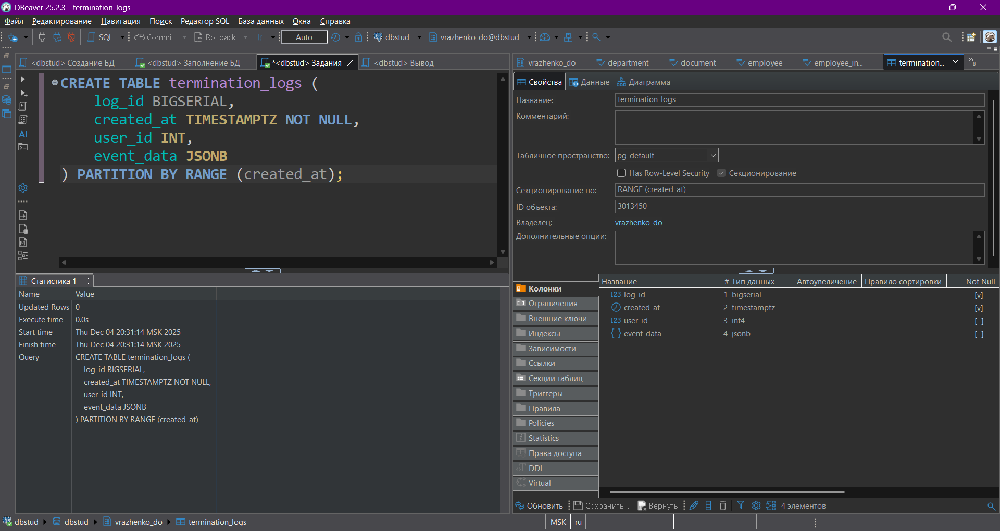 DBeaver 25.2.3 - termination_logs
Файл Редактирование Навигация Поиск Редактор SQL База данных Окна Справка
SQL Commit Rollback T Auto dbstud vrazhenko_do@dbstud
<dbstud> Создание БД <dbstud> Заполнение БД *<dbstud> Задания <dbstud> Вывод
CREATE TABLE termination_logs (
log_id BIGSERIAL,
created_at TIMESTAMPTZ NOT NULL,
user_id INT,
event_data JSONB
) PARTITION BY RANGE (created_at);
AI
Статистика 1
Name Value
Updated Rows 0
Execute time 0.0s
Start time Thu Dec 04 20:31:14 MSK 2025
Finish time Thu Dec 04 20:31:14 MSK 2025
Query CREATE TABLE termination_logs (
log_id BIGSERIAL,
created_at TIMESTAMPTZ NOT NULL,
user_id INT,
event_data JSONB
) PARTITION BY RANGE (created_at)
vrazhenko_do document department employee employee_in... termination... »8
Свойства Данные Диаграмма
Название: termination_logs
Комментарий:
Табличное пространство: pg_default
Has Row-Level Security Секционирование
Секционирование по: RANGE (created_at)
ID объекта: 3013450
Владелец: vrazhenko_do
Дополнительные опции:
Колонки
Ограничения
Внешние ключи
Индексы
Зависимости
Ссылки
Секции таблиц
Триггеры
Правила
Policies
Statistics
Права доступа
DDL
Virtual
Название # Тип данных Автоувеличение Правило сортировки Not Null
123 log_id 1 bigserial [v]
created_at 2 timestamptz [v]
123 user_id 3 int4 [ ]
{ } event_data 4 jsonb [ ]
Обновить Сохранить ... Вернуть 4 элементов
dbstud dbstud vrazhenko_do termination_logs MSK ru